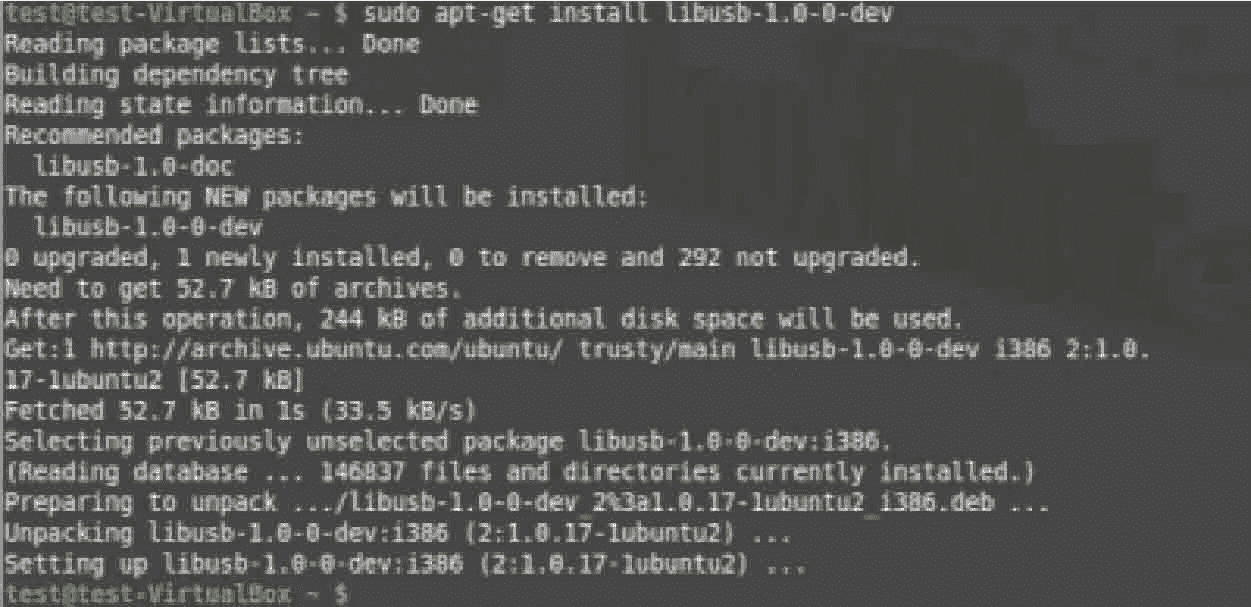 test@test-VirtualBox ~ $ sudo apt-get install libusb-1.0-0-dev
Reading package lists... Done
Building dependency tree
Reading state information... Done
Recommended packages:
  libusb-1.0-doc
The following NEW packages will be installed:
  libusb-1.0-0-dev
0 upgraded, 1 newly installed, 0 to remove and 292 not upgraded.
Need to get 52.7 kB of archives.
After this operation, 244 kB of additional disk space will be used.
Get:1 http://archive.ubuntu.com/ubuntu/ trusty/main libusb-1.0-0-dev i386 2:1.0.
17-1ubuntu2 [52.7 kB]
Fetched 52.7 kB in 1s (33.5 kB/s)
Selecting previously unselected package libusb-1.0-0-dev:i386.
(Reading database ... 146837 files and directories currently installed.)
Preparing to unpack .../libusb-1.0-0-dev_2%3a1.0.17-1ubuntu2_i386.deb ...
Unpacking libusb-1.0-0-dev:i386 (2:1.0.17-1ubuntu2) ...
Setting up libusb-1.0-0-dev:i386 (2:1.0.17-1ubuntu2) ...
test@test-VirtualBox ~ $